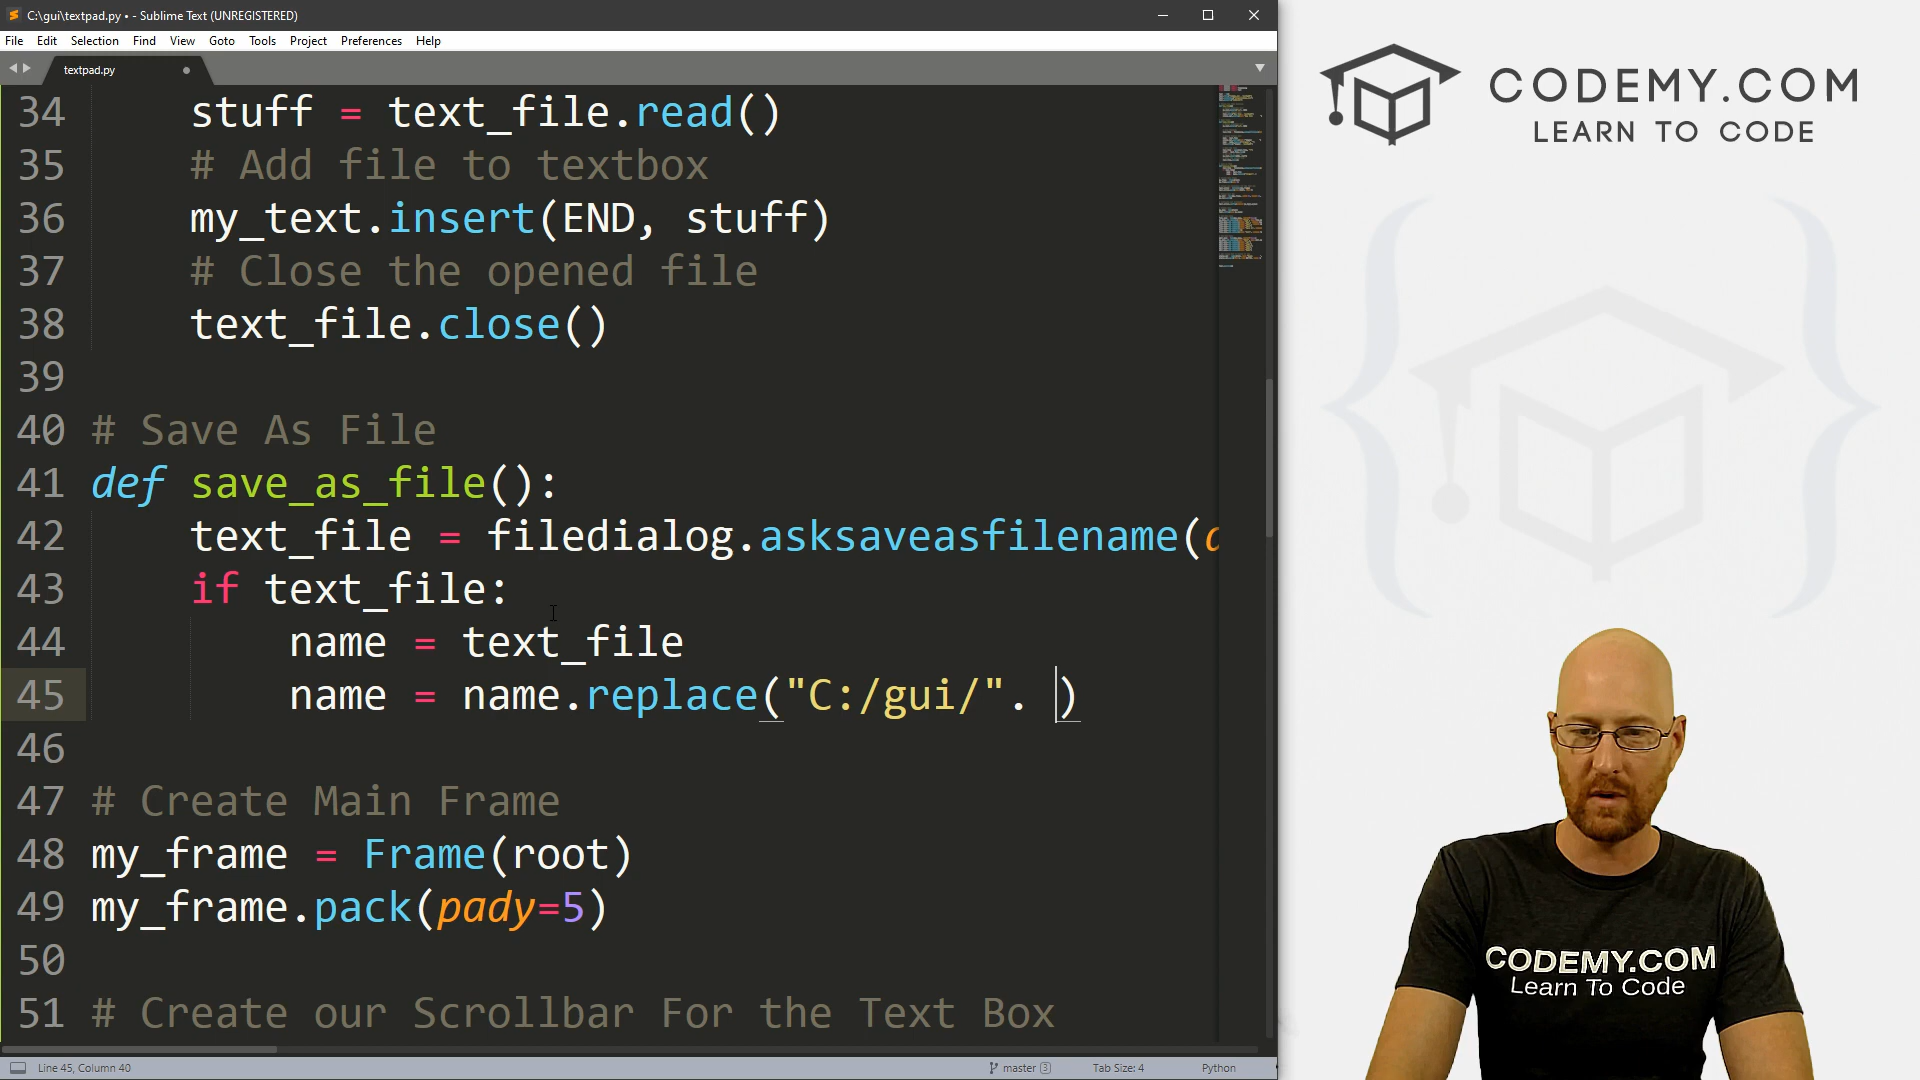 C:\gui\textpad.py • - Sublime Text (UNREGISTERED)
File Edit Selection Find View Goto Tools Project Preferences Help
textpad.py
34 stuff = text_file.read()
35 # Add file to textbox
36 my_text.insert(END, stuff)
37 # Close the opened file
38 text_file.close()
39
40 # Save As File
41 def save_as_file():
42 text_file = filedialog.asksaveasfilename(
43 if text_file:
44 name = text_file
45 name = name.replace("C:/gui/". )
46
47 # Create Main Frame
48 my_frame = Frame(root)
49 my_frame.pack(pady=5)
50
51 # Create our Scrollbar For the Text Box
Line 45, Column 40 master 3 Tab Size: 4 Python
CODEMY.COM
LEARN TO CODE
CODEMY.COM
Learn To Code